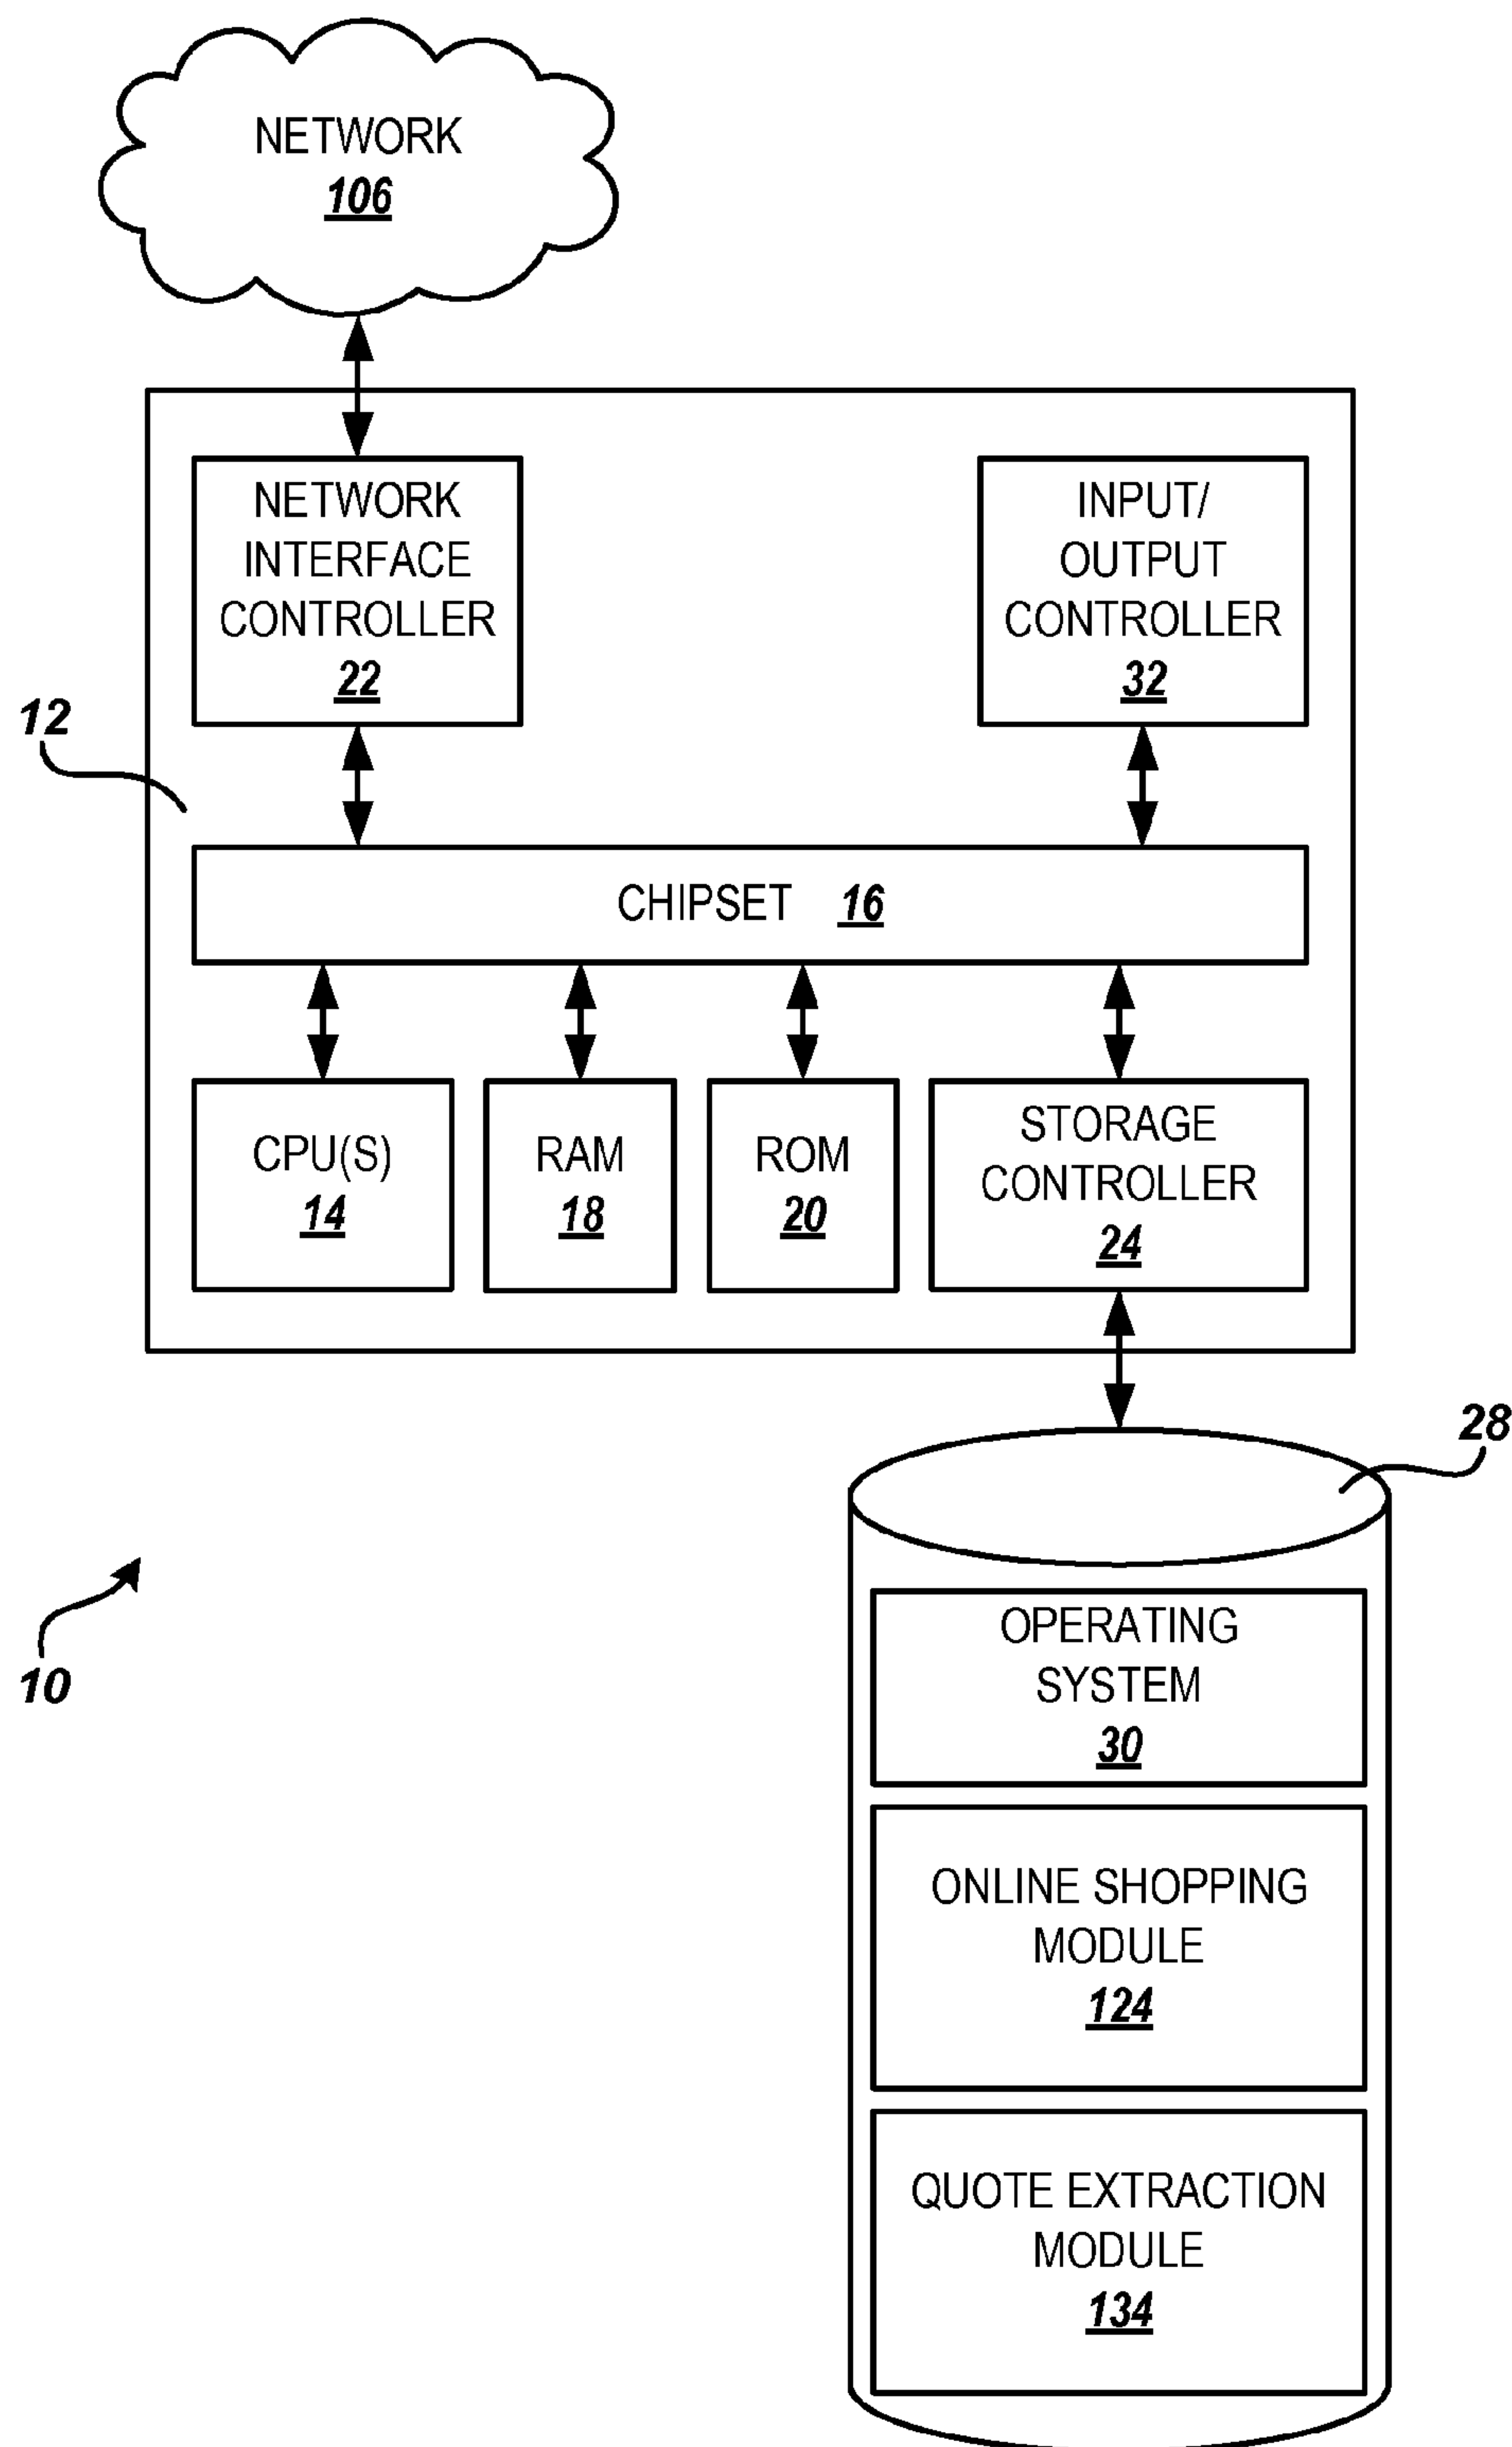 NETWORK
106
NETWORK
INTERFACE
CONTROLLER
22
INPUT/
OUTPUT
CONTROLLER
32
12
CHIPSET 16
CPU(S)
14
RAM
18
ROM
20
STORAGE
CONTROLLER
24
28
10
OPERATING
SYSTEM
30
ONLINE SHOPPING
MODULE
124
QUOTE EXTRACTION
MODULE
134